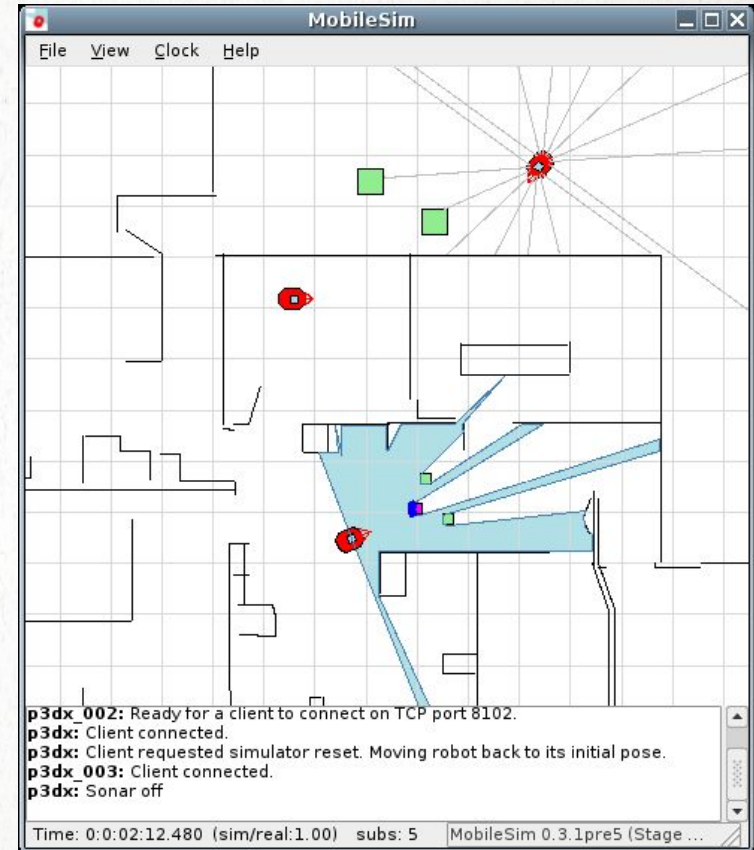 MobileSim
File View Clock Help
p3dx_002: Ready for a client to connect on TCP port 8102.
p3dx: Client connected.
p3dx: Client requested simulator reset. Moving robot back to its initial pose.
p3dx_003: Client connected.
p3dx: Sonar off
Time: 0:0:02:12.480 (sim/real:1.00) subs: 5 MobileSim 0.3.1pre5 (Stage ...